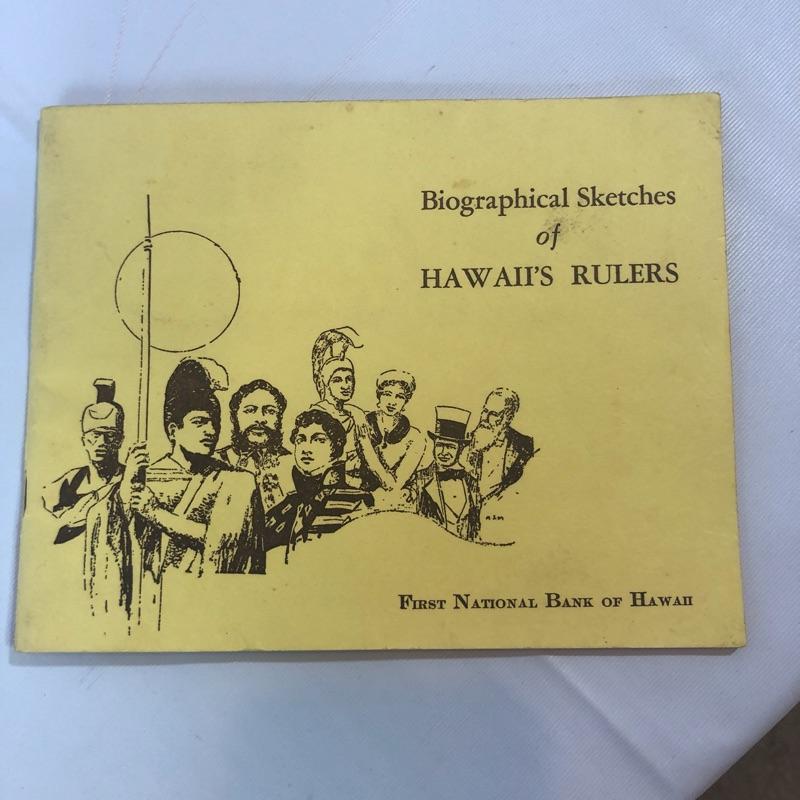 Biographical Sketches
of
HAWAII'S RULERS
FIRST NATIONAL BANK OF HAWAII